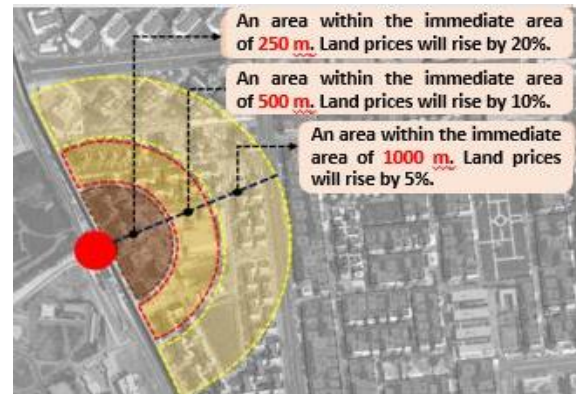 An area within the immediate area
of 250 m. Land prices will rise by 20%.
An area within the immediate area
of 500 m. Land prices will rise by 10%.
An area within the immediate
area of 1000 m. Land prices
will rise by 5%.